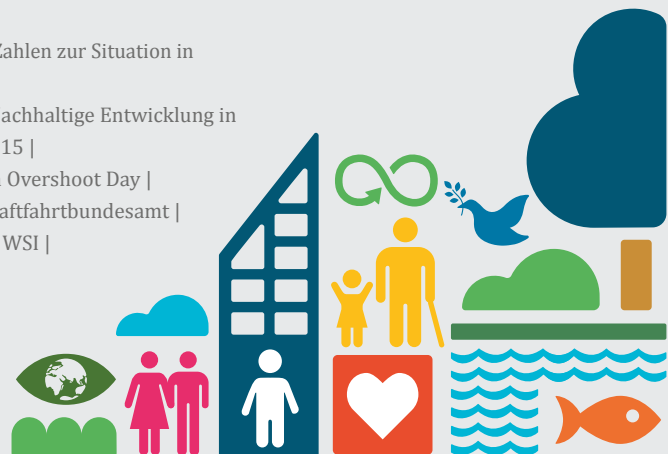 Zahlen zur Situation in
achhaltige Entwicklung in
15 |
Overshoot Day |
aftfahrtbundesamt |
WSI |